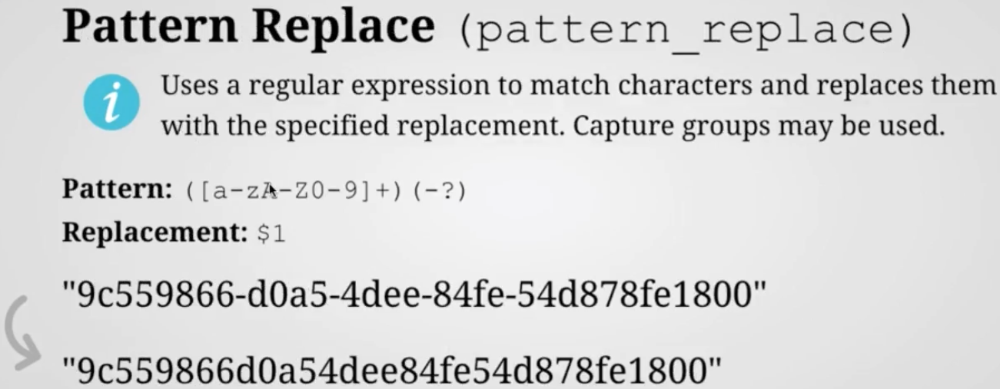 Pattern Replace (pattern_replace)
i Uses a regular expression to match characters and replaces them
with the specified replacement. Capture groups may be used.
Pattern: ([a-zA-Z0-9]+)(-?)
Replacement: $1
"9c559866-d0a5-4dee-84fe-54d878fe1800"
"9c559866d0a54dee84fe54d878fe1800"